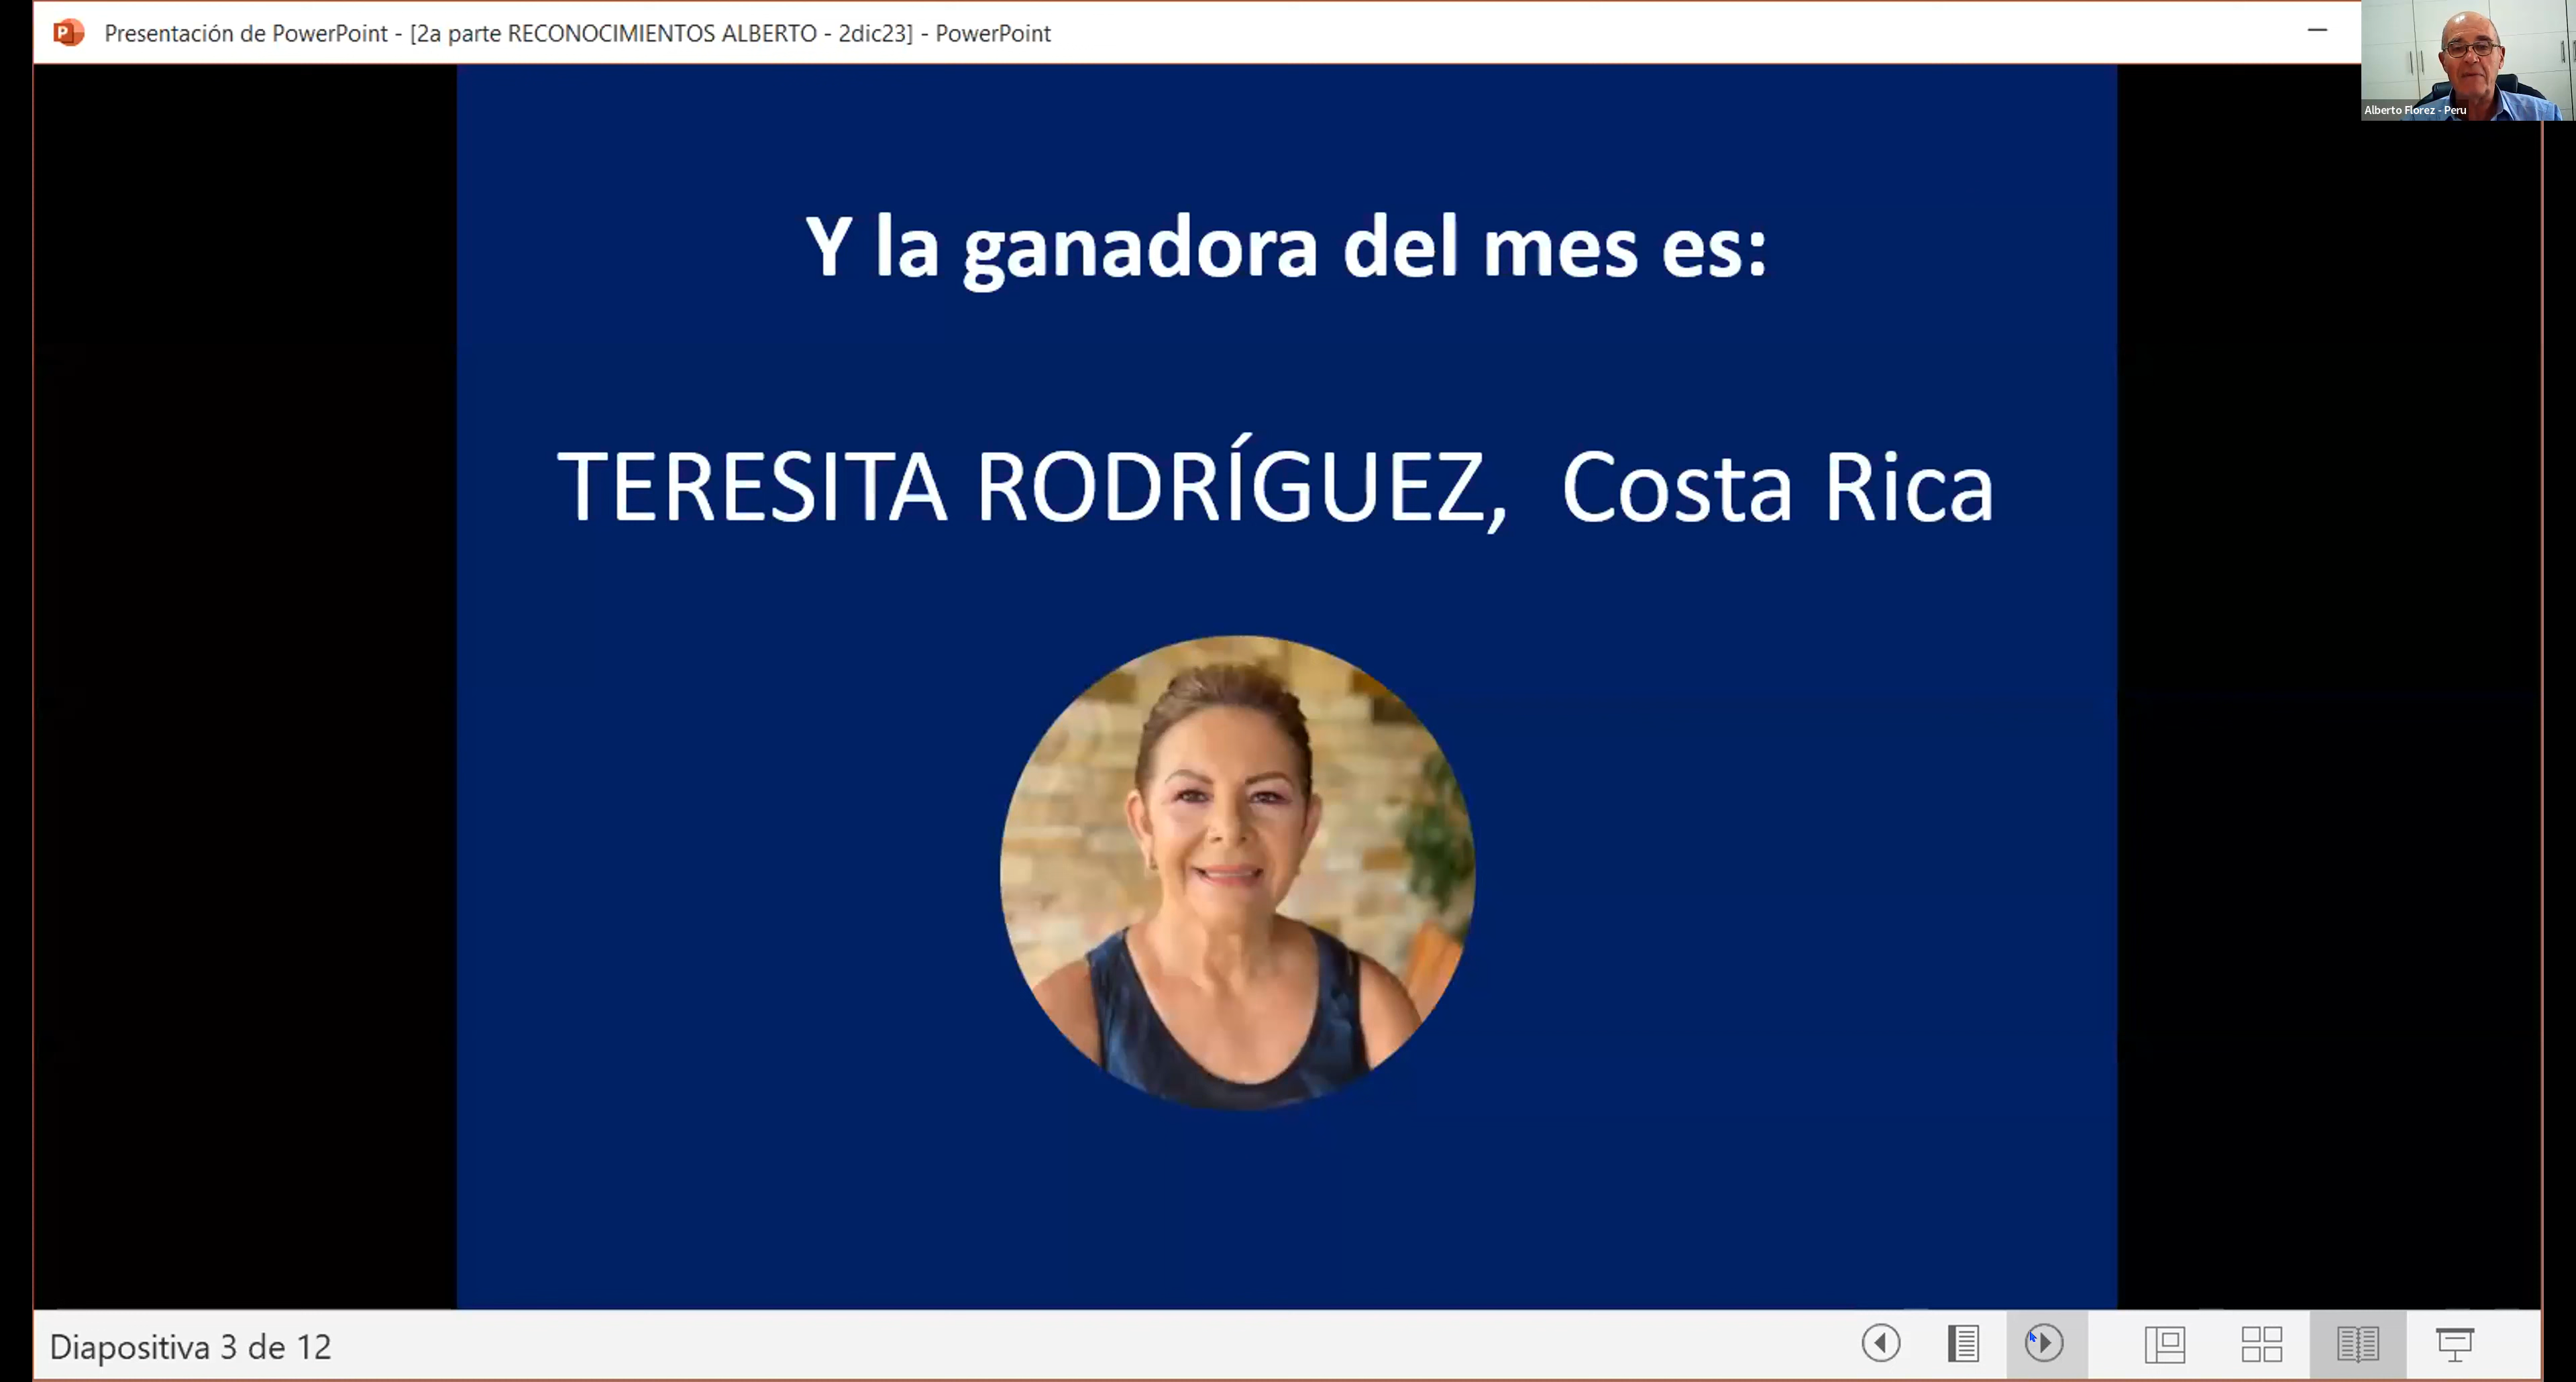 Presentación de PowerPoint - [2a parte RECONOCIMIENTOS ALBERTO - 2dic23] - PowerPoint
Alberto Florez - Peru
Y la ganadora del mes es:
TERESITA RODRÍGUEZ, Costa Rica
Diapositiva 3 de 12